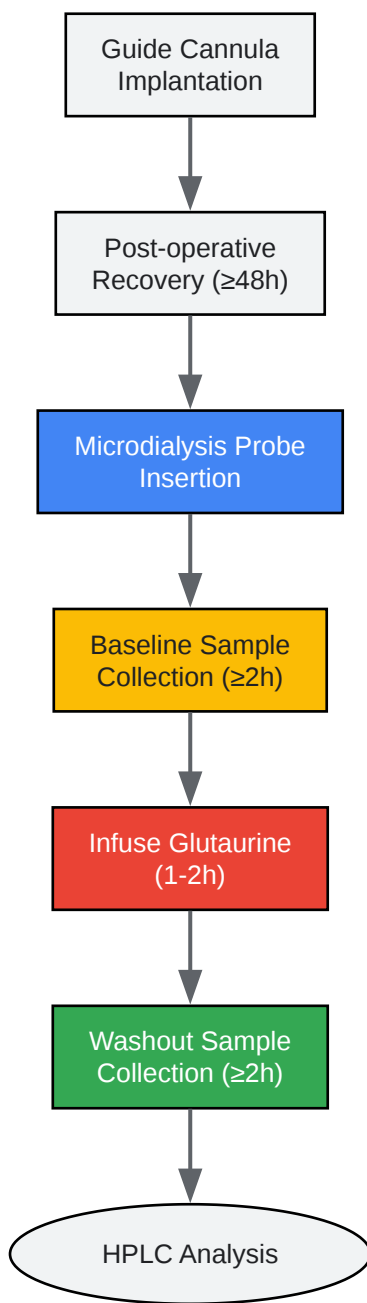 Guide Cannula
Implantation
Post-operative
Recovery (≥48h)
Microdialysis Probe
Insertion
Baseline Sample
Collection (≥2h)
Infuse Glutaurine
(1-2h)
Washout Sample
Collection (≥2h)
HPLC Analysis